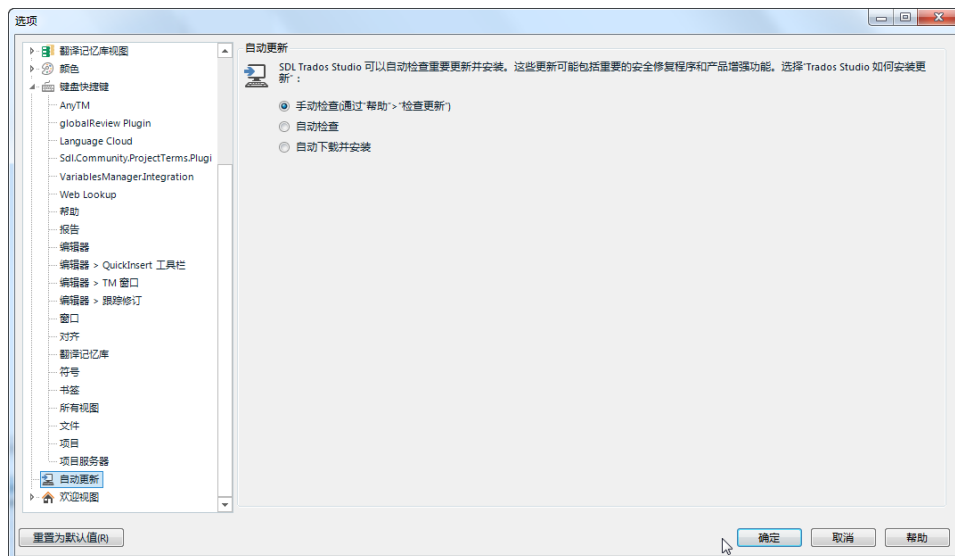 选项
翻译记忆库视图
颜色
键盘快捷键
AnyTM
globalReview Plugin
Language Cloud
Sdl.Community.ProjectTerms.Plugi
VariablesManager.Integration
Web Lookup
帮助
报告
编辑器
编辑器 > QuickInsert 工具栏
编辑器 > TM 窗口
编辑器 > 跟踪修订
窗口
对齐
翻译记忆库
符号
书签
所有视图
文件
项目
项目服务器
自动更新
欢迎视图
自动更新
SDL Trados Studio 可以自动检查重要更新并安装。这些更新可能包括重要的安全修复程序和产品增强功能。选择"Trados Studio 如何安装更
新"：
手动检查(通过"帮助">"检查更新")
自动检查
自动下载并安装
重置为默认值(R)
确定
取消
帮助